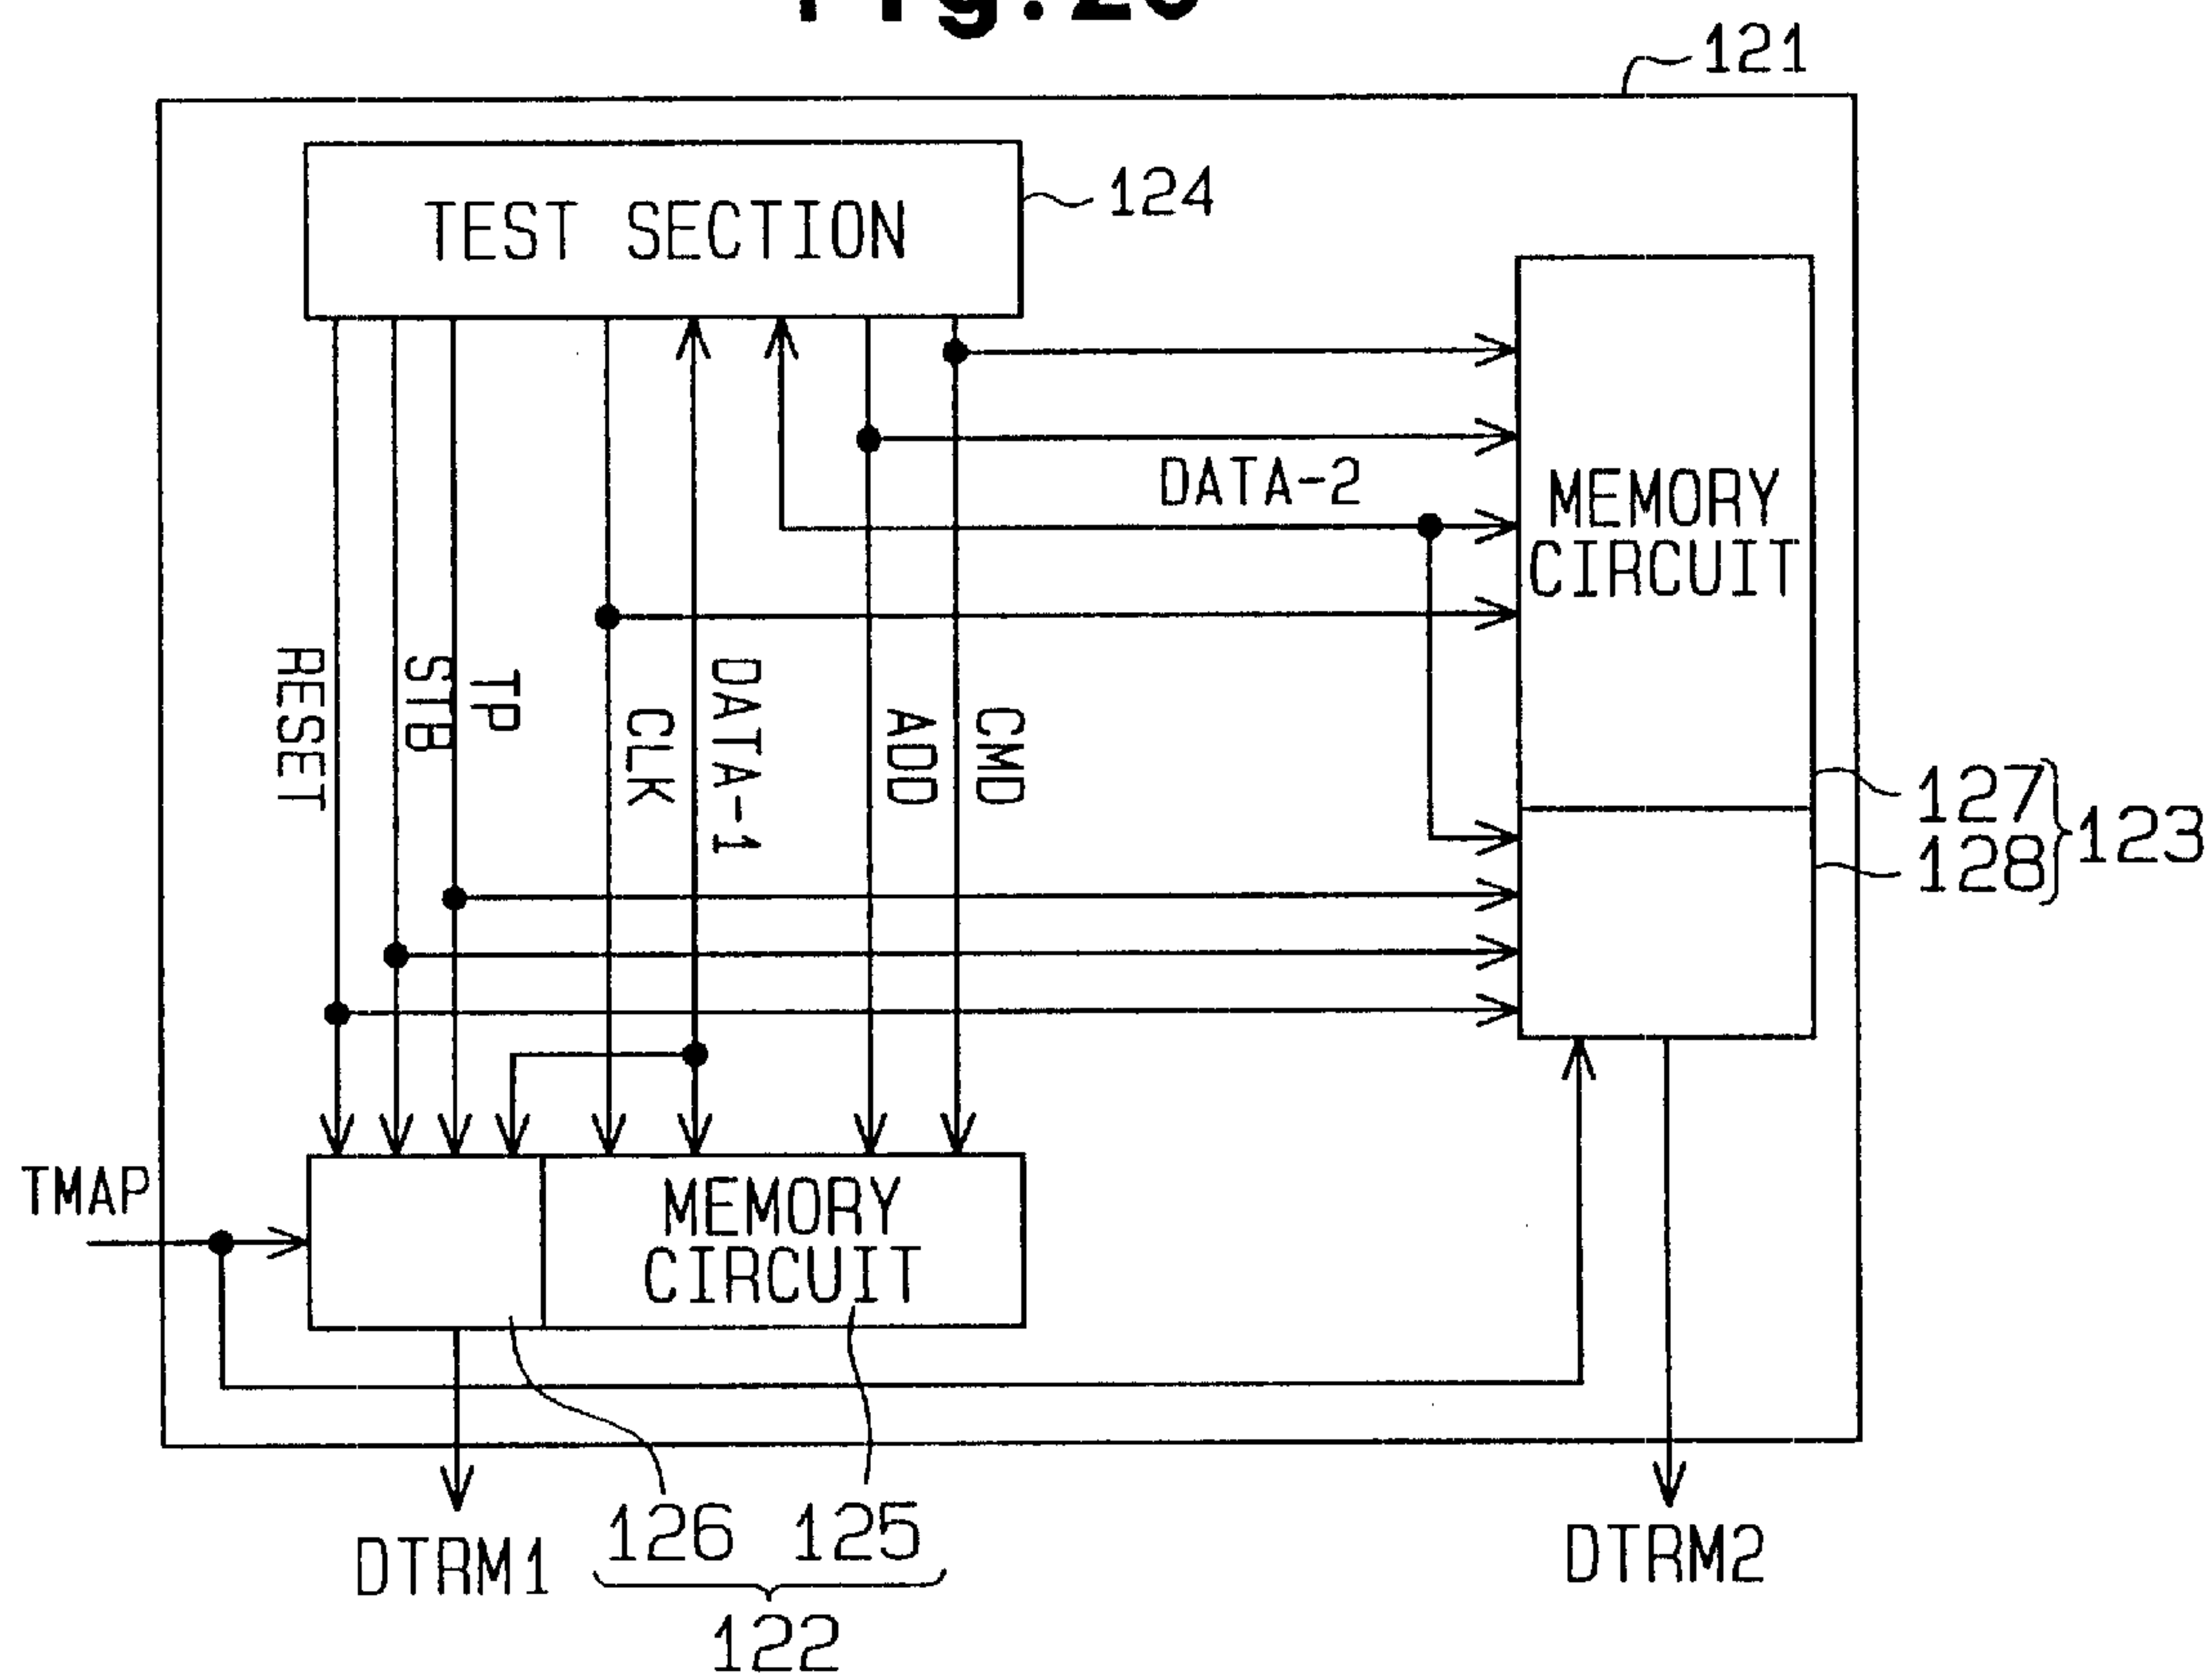 121
TEST SECTION
124
MEMORY
CIRCUIT
DATA-2
RESET
STB
TP
CLK
DATA-1
ADD
CMD
127
128
123
TMAP
MEMORY
CIRCUIT
126
125
122
DTRM1
DTRM2